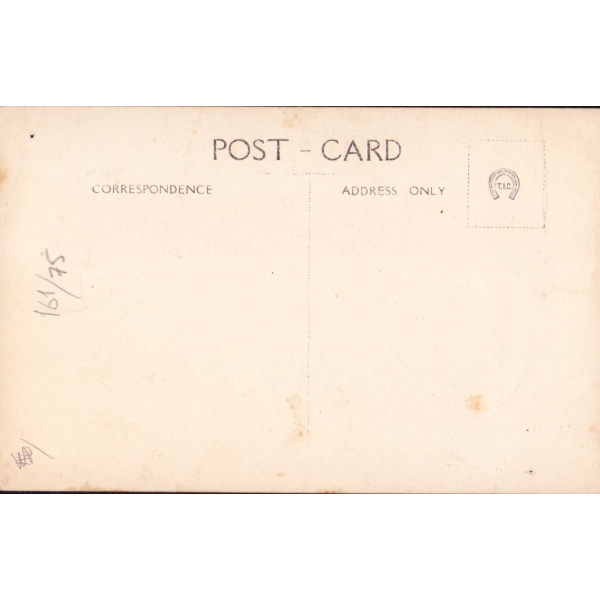 POST - CARD
CORRESPONDENCE
ADDRESS ONLY
T.I.C.
161/75